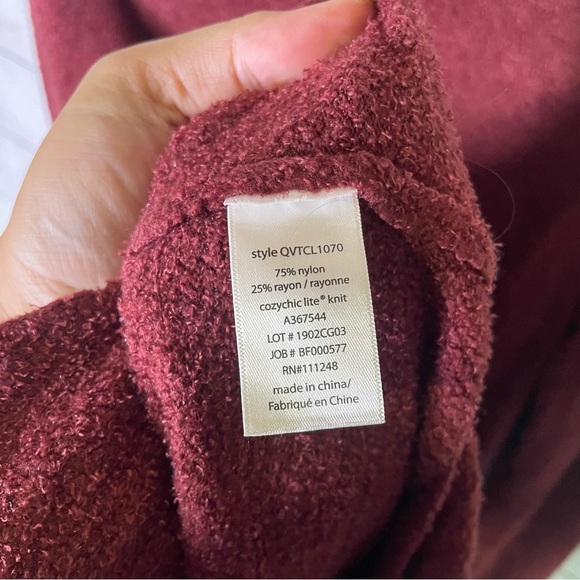 style QVTCL1070
75% nylon
25% rayon / rayonne
cozychic lite® knit
A367544
LOT # 1902CG03
JOB # BF000577
RN#111248
made in china/
Fabriqué en Chine